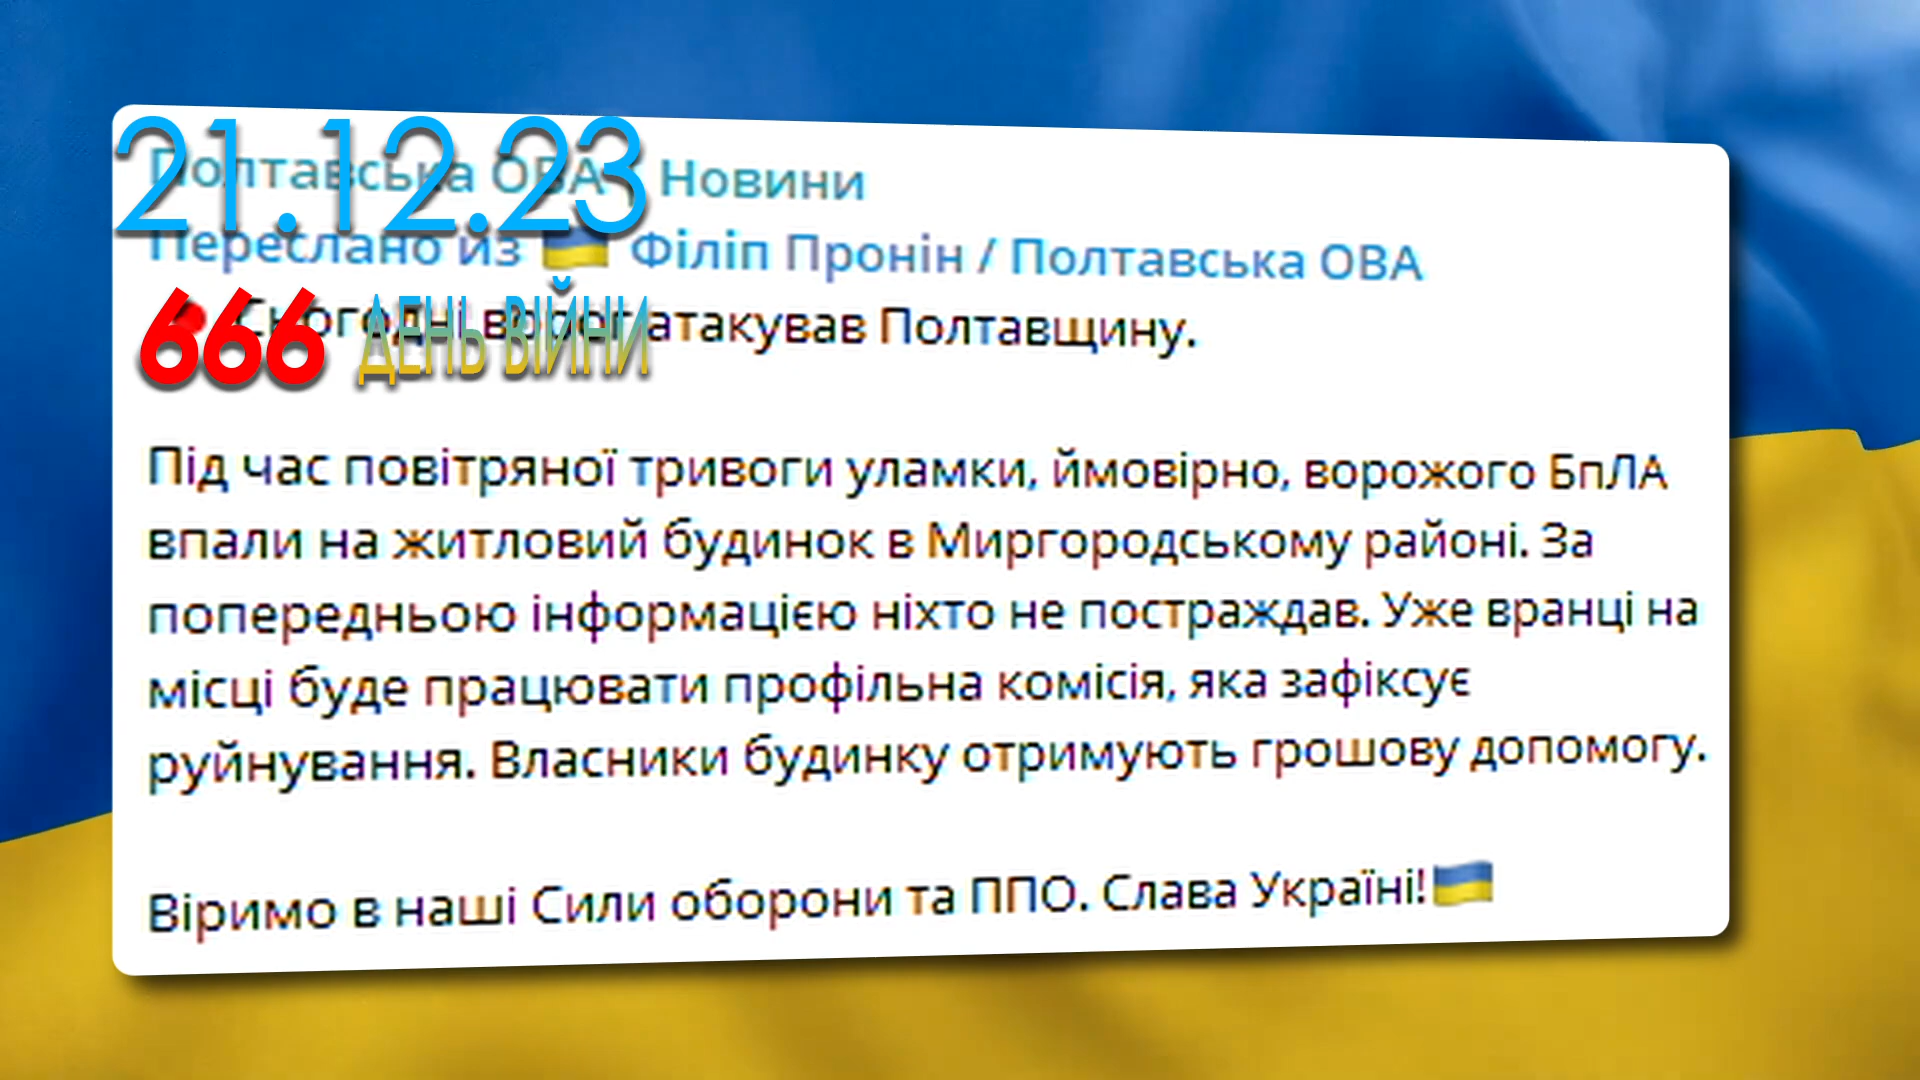 21.12.23
Полтавська ОВА / Новини
Переслано из Філіп Пронін / Полтавська ОВА
666 ДЕНЬ ВІЙНИ
Сьогодні ворог атакував Полтавщину.
Під час повітряної тривоги уламки, ймовірно, ворожого БпЛА
впали на житловий будинок в Миргородському районі. За
попередньою інформацією ніхто не постраждав. Уже вранці на
місці буде працювати профільна комісія, яка зафіксує
руйнування. Власники будинку отримують грошову допомогу.
Віримо в наші Сили оборони та ППО. Слава Україні!